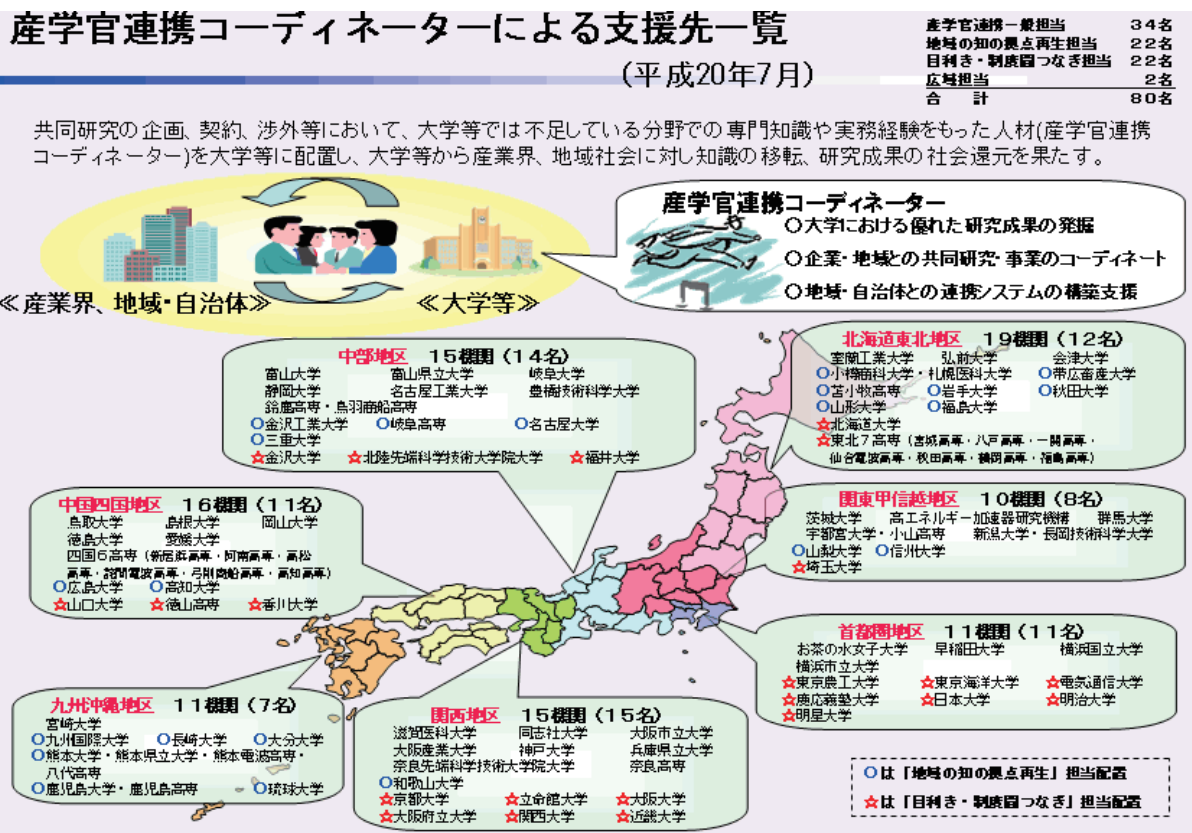 産学官連携コーディネーターによる支援先一覧
(平成20年7月)
産学官連携一般担当 34名
地域の知の拠点再生担当 22名
目利き・制度間つなぎ担当 22名
広域担当 2名
合 計 80名
共同研究の企画、契約、渉外等において、大学等では不足している分野での専門知識や実務経験をもった人材(産学官連携
コーディネーター)を大学等に配置し、大学等から産業界、地域社会に対し知識の移転、研究成果の社会還元を果たす。
≪産業界、地域・自治体≫
≪大学等≫
産学官連携コーディネーター
○大学における優れた研究成果の発掘
○企業・地域との共同研究・事業のコーディネート
○地域・自治体との連携システムの構築支援
中部地区 15機関(14名)
富山大学 富山県立大学 岐阜大学
静岡大学 名古屋工業大学 豊橋技術科学大学
鈴鹿高専・鳥羽商船高専
○金沢工業大学 ○岐阜高専 ○名古屋大学
○三重大学
☆金沢大学 ☆北陸先端科学技術大学院大学 ☆福井大学
北海道東北地区 19機関(12名)
室蘭工業大学 弘前大学 会津大学
○小樽商科大学・札幌医科大学 ○帯広畜産大学
○苫小牧高専 ○岩手大学 ○秋田大学
○山形大学 ○福島大学
☆北海道大学
☆東北7高専(宮城高専・八戸高専・一関高専・
仙台電波高専・秋田高専・鶴岡高専・福島高専)
中国四国地区 16機関(11名)
鳥取大学 島根大学 岡山大学
徳島大学 愛媛大学
四国6高専(新居浜高専・阿南高専・高松
高専・詫間電波高専・弓削商船高専・高知高専)
○広島大学 ○高知大学
☆山口大学 ☆徳山高専 ☆香川大学
関東甲信越地区 10機関(8名)
茨城大学 高エネルギー加速器研究機構 群馬大学
宇都宮大学・小山高専 新潟大学・長岡技術科学大学
○山梨大学 ○信州大学
☆埼玉大学
首都圏地区 11機関(11名)
お茶の水女子大学 早稲田大学 横浜国立大学
横浜市立大学
☆東京農工大学 ☆東京海洋大学 ☆電気通信大学
☆慶応義塾大学 ☆日本大学 ☆明治大学
☆明星大学
九州沖縄地区 11機関(7名)
宮崎大学
○九州国際大学 ○長崎大学 ○大分大学
○熊本大学・熊本県立大学・熊本電波高専・
八代高専
○鹿児島大学・鹿児島高専 ○琉球大学
関西地区 15機関(15名)
滋賀医科大学 同志社大学 大阪市立大学
大阪産業大学 神戸大学 兵庫県立大学
奈良先端科学技術大学院大学 奈良高専
○和歌山大学
☆京都大学 ☆立命館大学 ☆大阪大学
☆大阪府立大学 ☆関西大学 ☆近畿大学
○は「地域の知の拠点再生」担当配置
☆は「目利き・制度間つなぎ」担当配置